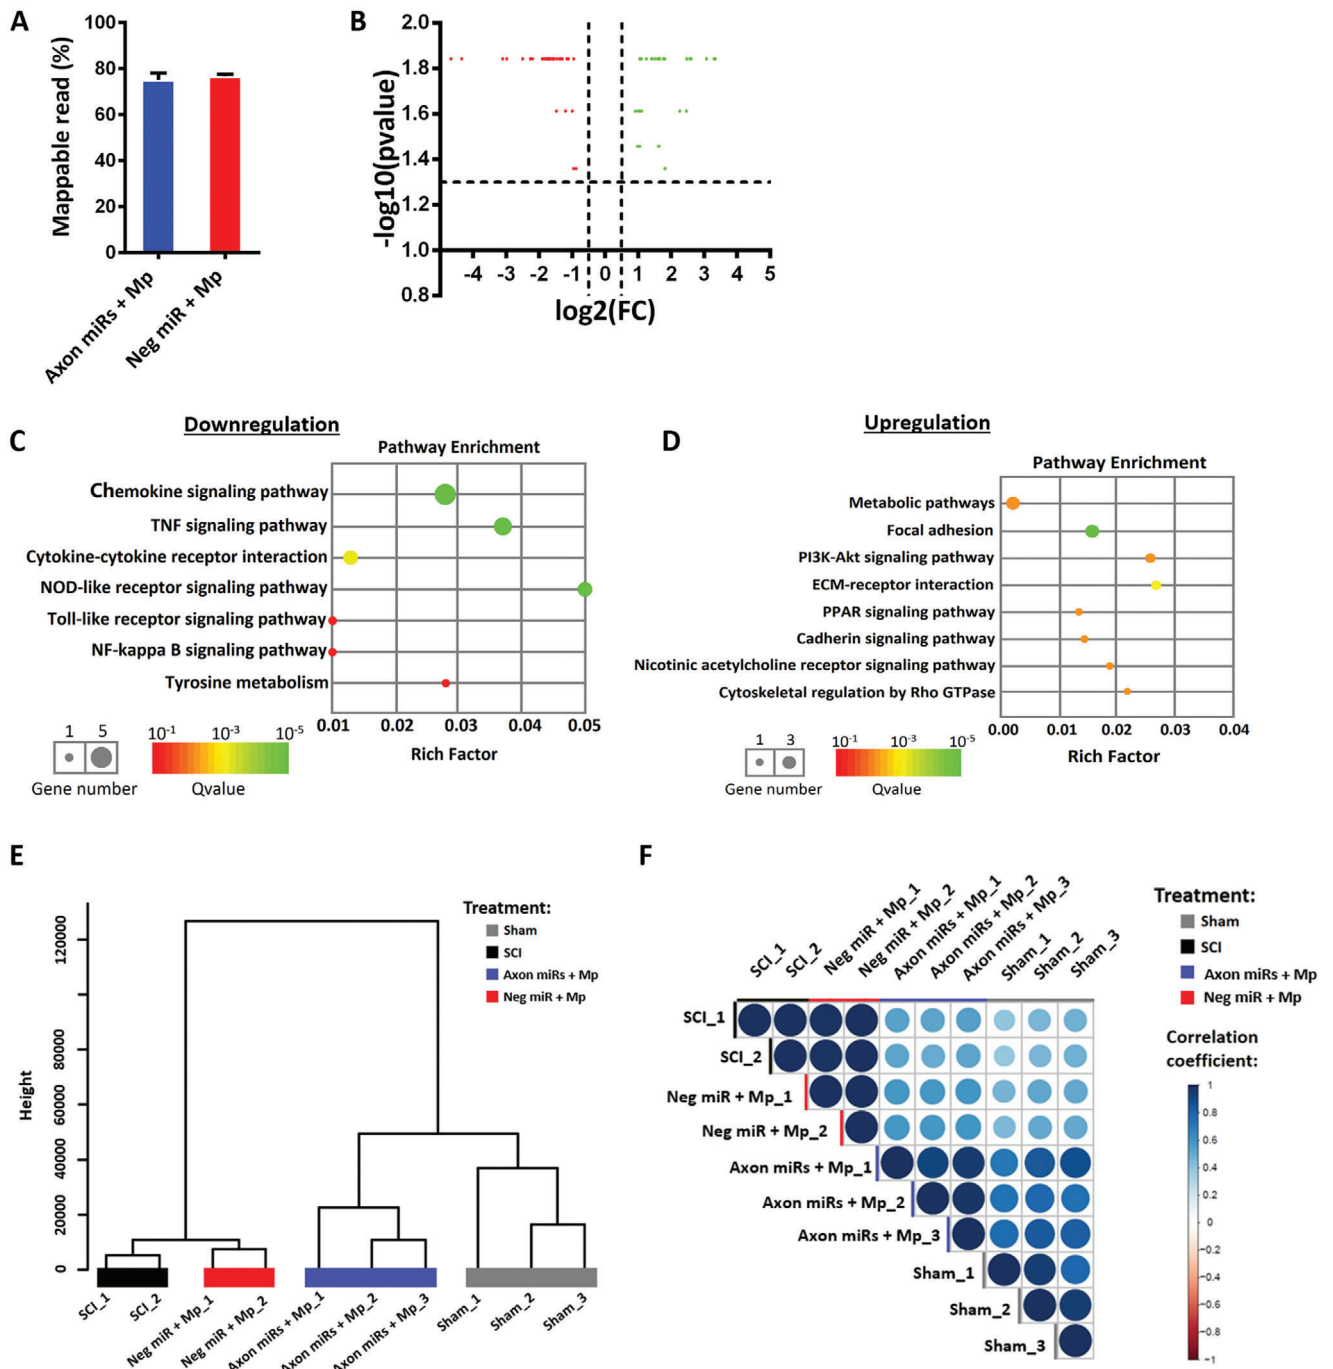 A
100
80
60
40
20
0
Mappable read (%)
Axon miRs + Mp
Neg miR + Mp
B
2.0
1.8
1.6
1.4
1.2
1.0
0.8
-log10(pvalue)
-4 -3 -2 -1 0 1 2 3 4 5
log2(FC)
C
Downregulation
Pathway Enrichment
Chemokine signaling pathway
TNF signaling pathway
Cytokine-cytokine receptor interaction
NOD-like receptor signaling pathway
Toll-like receptor signaling pathway
NF-kappa B signaling pathway
Tyrosine metabolism
0.01 0.02 0.03 0.04 0.05
Rich Factor
1 5
Gene number
10-1 10-3 10-5
Qvalue
D
Upregulation
Pathway Enrichment
Metabolic pathways
Focal adhesion
PI3K-Akt signaling pathway
ECM-receptor interaction
PPAR signaling pathway
Cadherin signaling pathway
Nicotinic acetylcholine receptor signaling pathway
Cytoskeletal regulation by Rho GTPase
0.00 0.01 0.02 0.03 0.04
Rich Factor
1 3
Gene number
10-1 10-3 10-5
Qvalue
E
Height
120000
80000
60000
40000
20000
0
Treatment:
Sham
SCI
Axon miRs + Mp
Neg miR + Mp
SCI_1
SCI_2
Neg miR + Mp_1
Neg miR + Mp_2
Axon miRs + Mp_1
Axon miRs + Mp_2
Axon miRs + Mp_3
Sham_1
Sham_2
Sham_3
F
SCI_1
SCI_2
Neg miR + Mp_1
Neg miR + Mp_2
Axon miRs + Mp_1
Axon miRs + Mp_2
Axon miRs + Mp_3
Sham_1
Sham_2
Sham_3
SCI_1
SCI_2
Neg miR + Mp_1
Neg miR + Mp_2
Axon miRs + Mp_1
Axon miRs + Mp_2
Axon miRs + Mp_3
Sham_1
Sham_2
Sham_3
Treatment:
Sham
SCI
Axon miRs + Mp
Neg miR + Mp
Correlation
coefficient:
1
0.8
0.6
0.4
0.2
0
-0.2
-0.4
-0.6
-0.8
-1